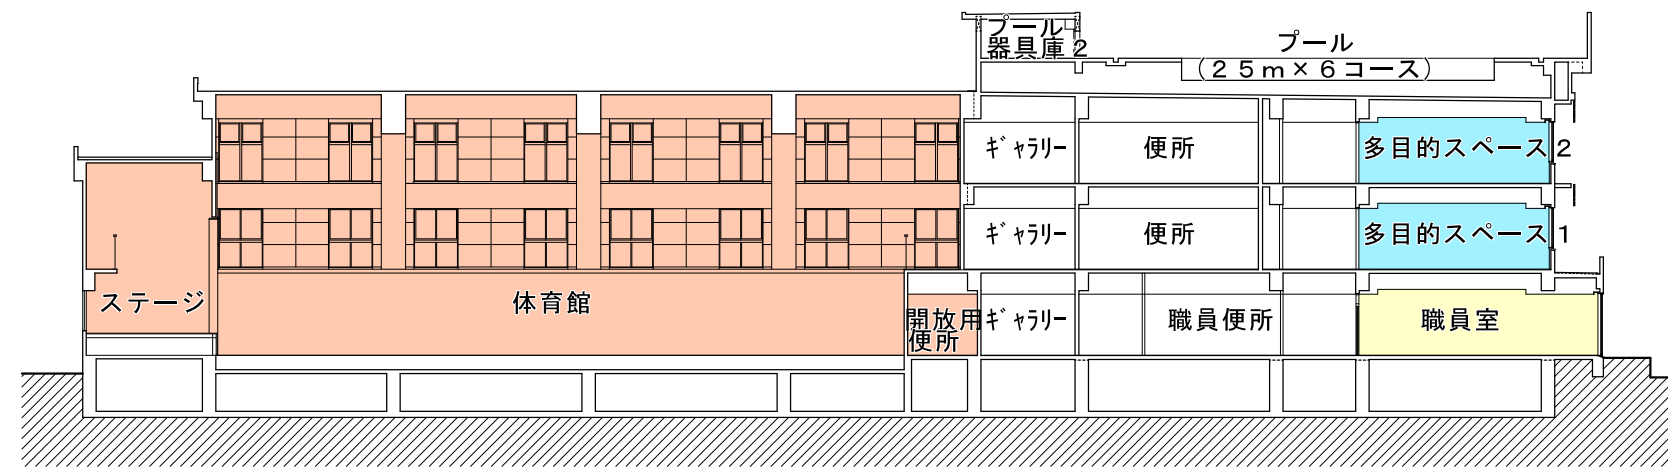 プール
器具庫２
プール
（２５ｍ×６コース）
ｷﾞｬﾗﾘｰ
便所
多目的スペース２
ｷﾞｬﾗﾘｰ
便所
多目的スペース１
ステージ
体育館
開放用
便所
ｷﾞｬﾗﾘｰ
職員便所
職員室